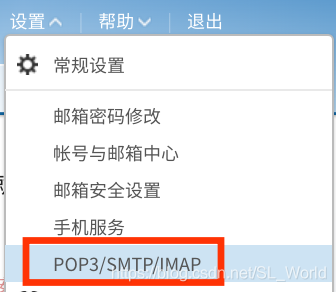 设置 帮助 退出
常规设置
邮箱密码修改
帐号与邮箱中心
邮箱安全设置
手机服务
POP3/SMTP/IMAP
https://blog.csdn.net/SL_World